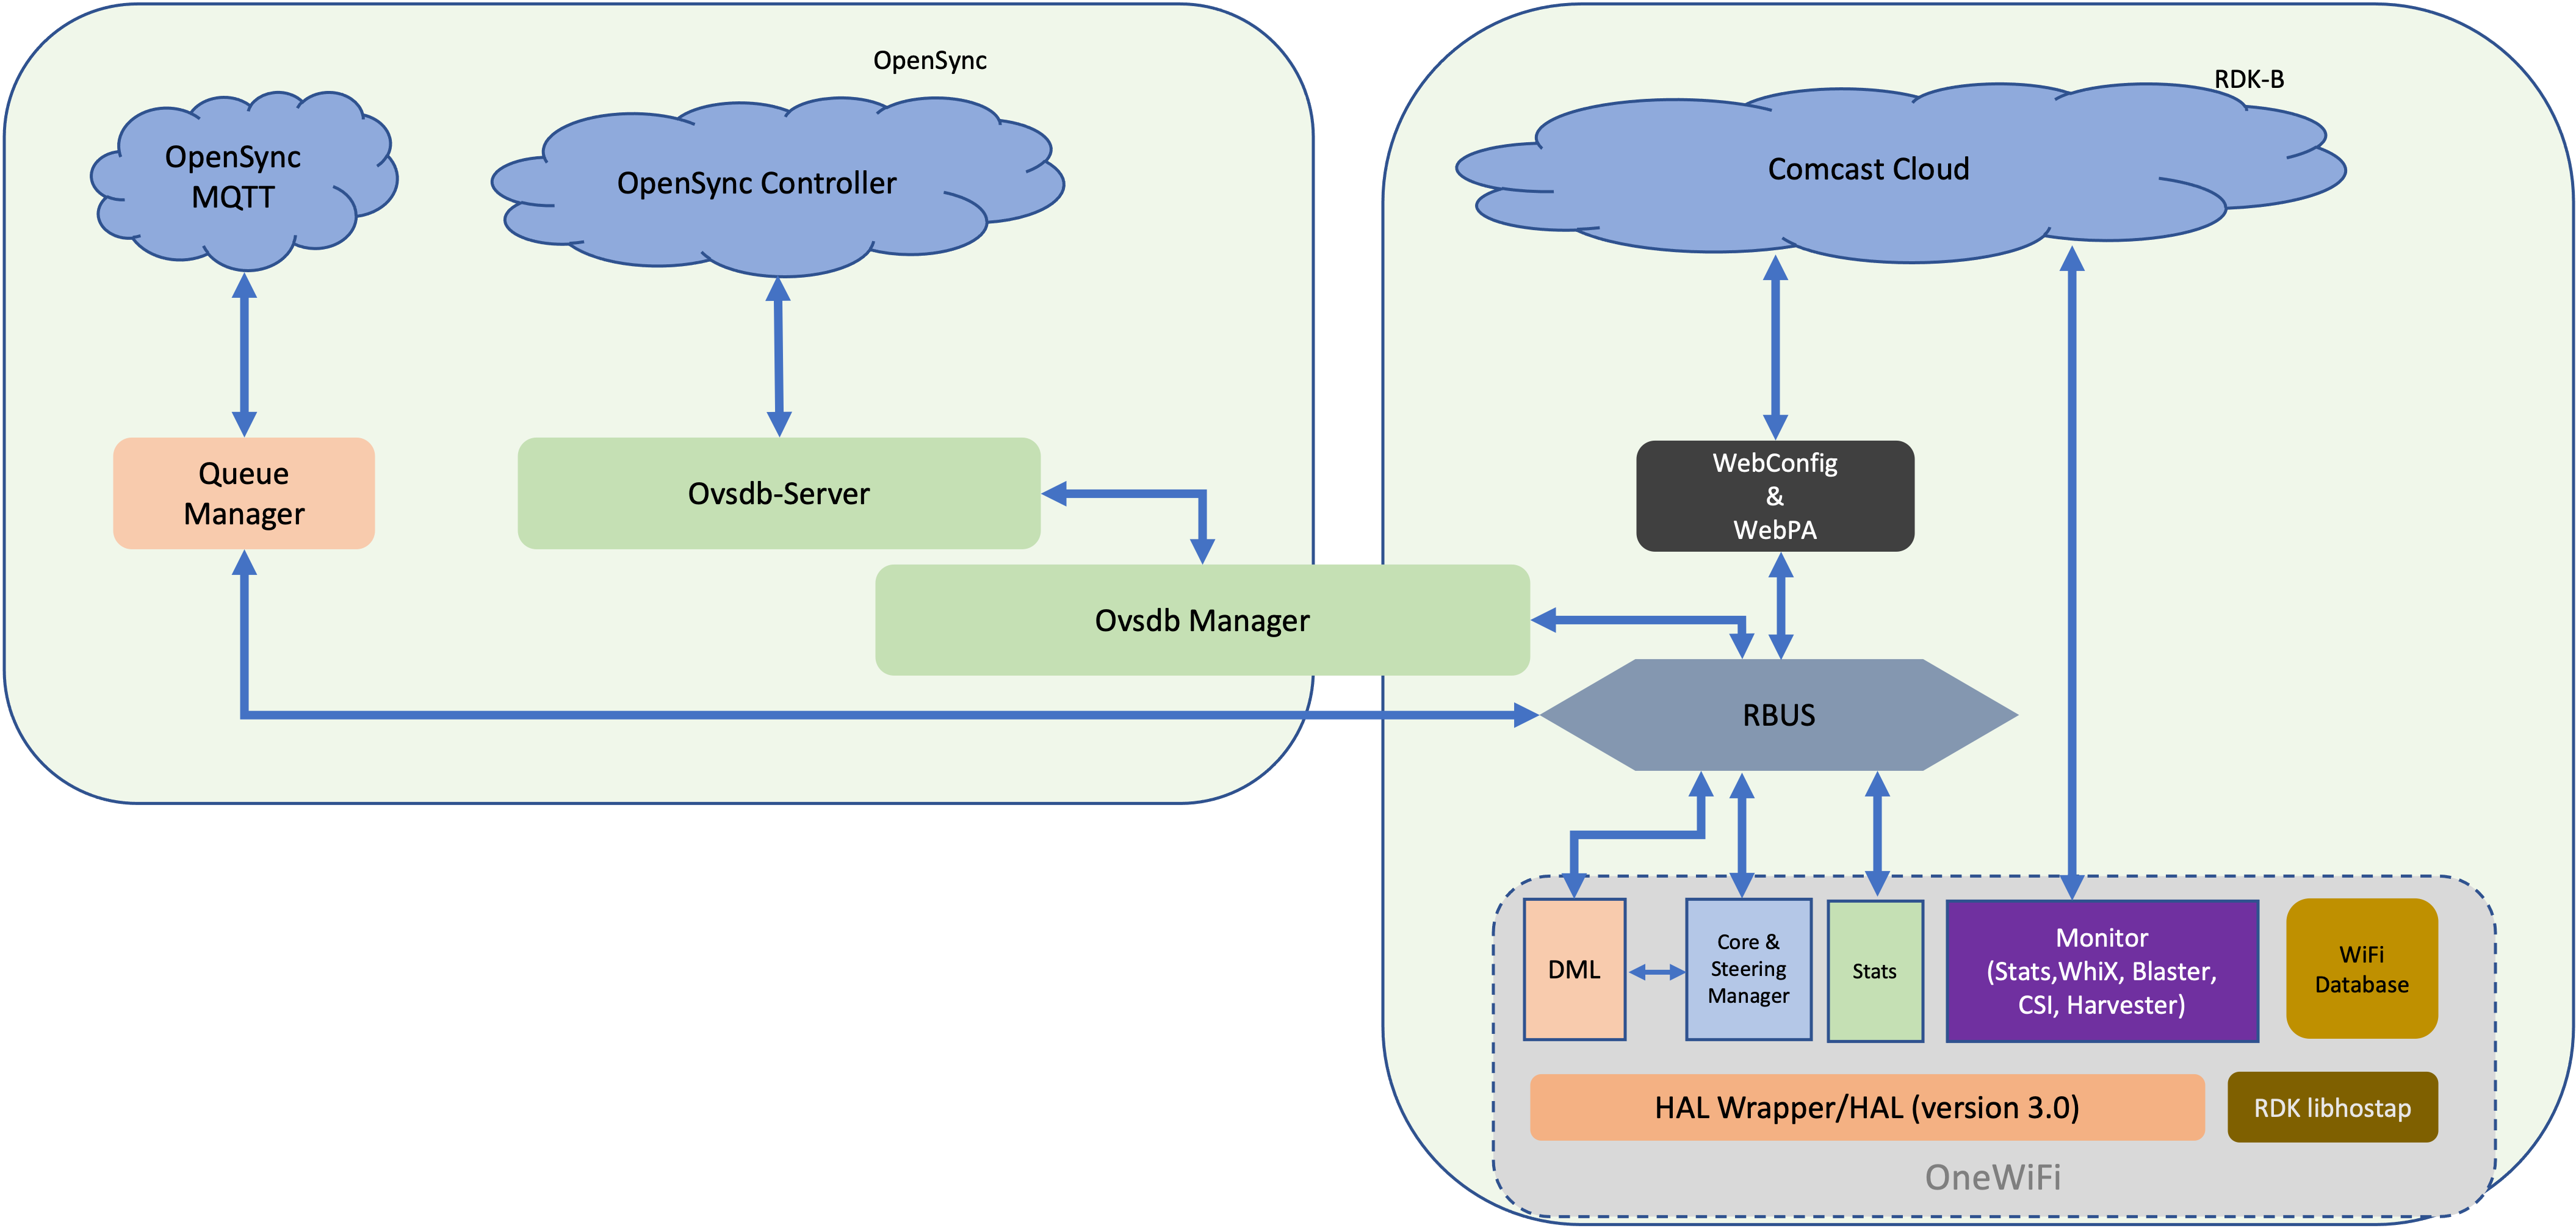 OpenSync
OpenSync
MQTT
OpenSync Controller
Queue
Manager
Ovsdb-Server
Ovsdb Manager
RDK-B
Comcast Cloud
WebConfig
&
WebPA
RBUS
DML
Core &
Steering
Manager
Stats
Monitor
(Stats,WhiX, Blaster,
CSI, Harvester)
WiFi
Database
HAL Wrapper/HAL (version 3.0)
RDK libhostap
OneWiFi